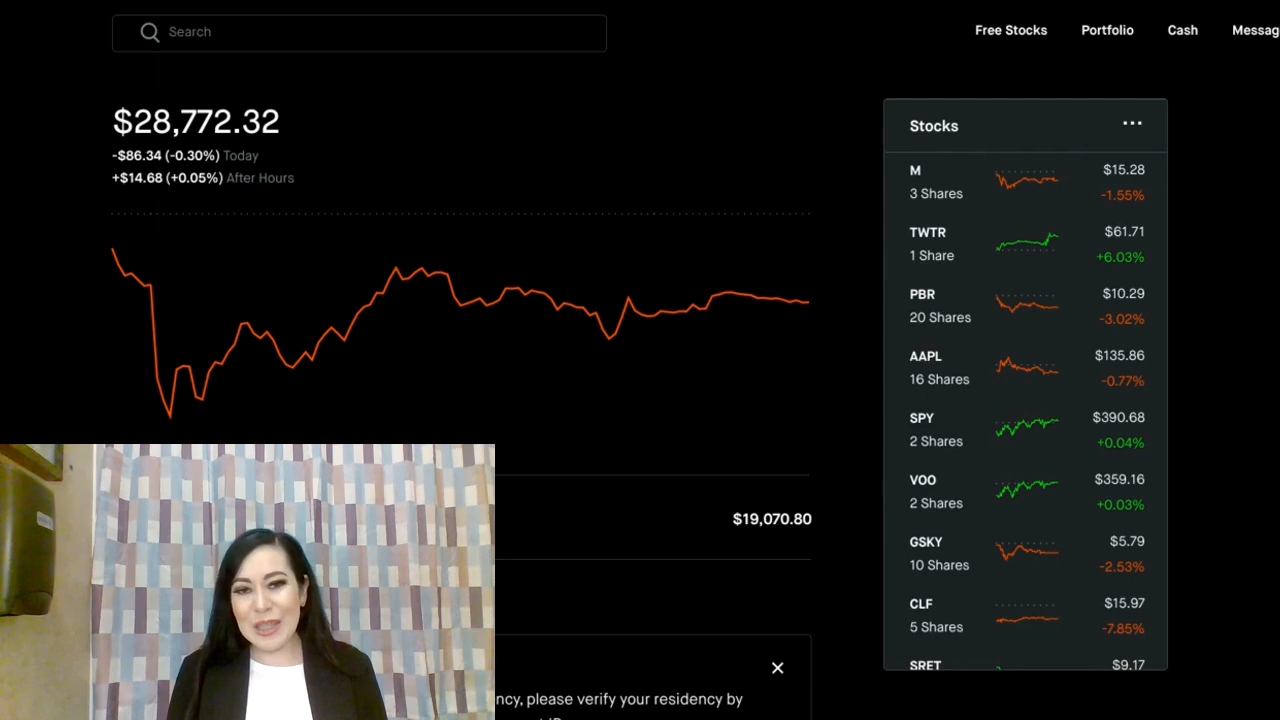 Search
Free Stocks
Portfolio
Cash
Messag
$28,772.32
-$86.34 (-0.30%) Today
+$14.68 (+0.05%) After Hours
Stocks
...
M
$15.28
3 Shares
-1.55%
TWTR
$61.71
1 Share
+6.03%
PBR
$10.29
20 Shares
-3.02%
AAPL
$135.86
16 Shares
-0.77%
SPY
$390.68
2 Shares
+0.04%
VOO
$359.16
2 Shares
+0.03%
GSKY
$5.79
10 Shares
-2.53%
CLF
$15.97
5 Shares
-7.85%
SRET
$9.17
$19,070.80
ncy, please verify your residency by